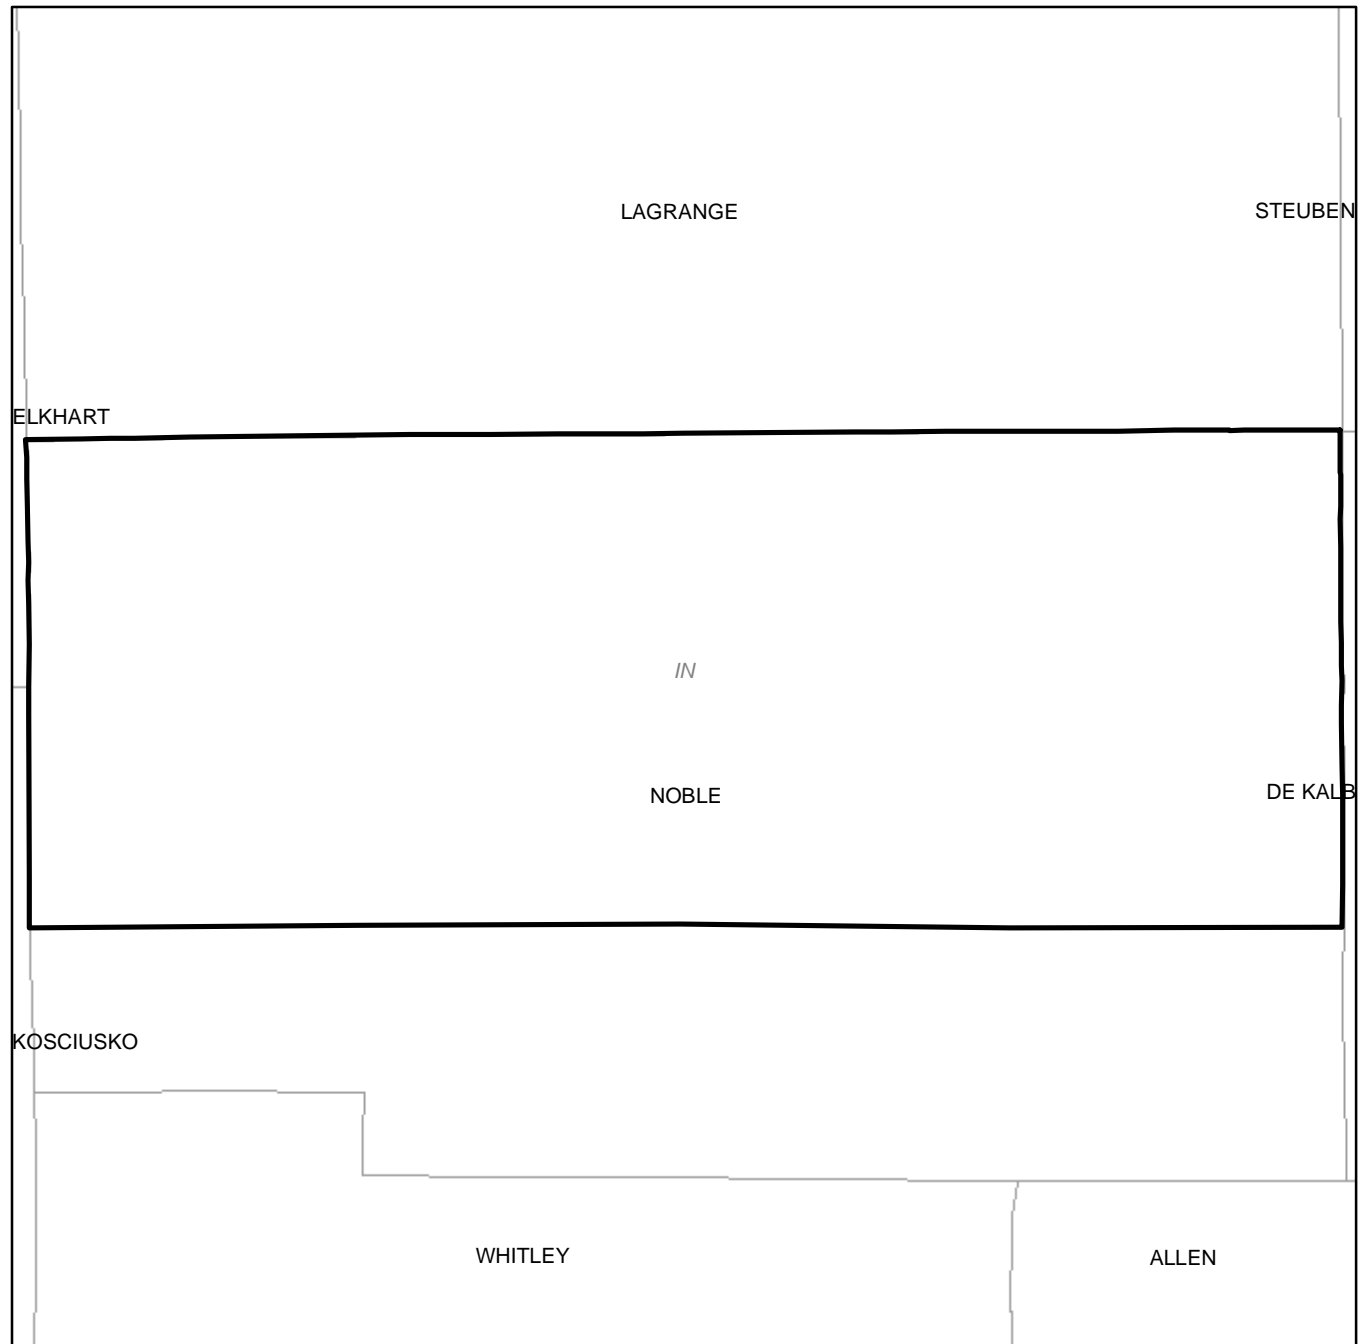 LAGRANGE
STEUBEN
ELKHART
IN
NOBLE
DE KALB
KOSCIUSKO
WHITLEY
ALLEN